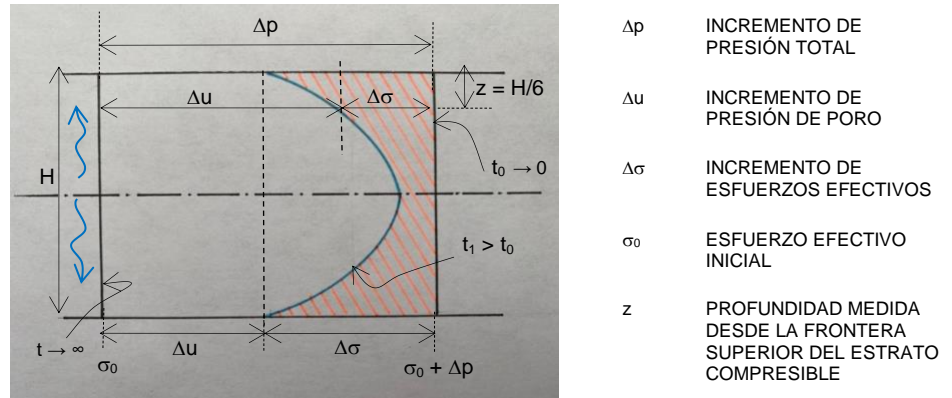 Δp
Δu
Δσ
z = H/6
H
t₀ → 0
t₁ > t₀
t → ∞
Δu
Δσ
σ₀
σ₀ + Δp
Δp INCREMENTO DE
PRESIÓN TOTAL
Δu INCREMENTO DE
PRESIÓN DE PORO
Δσ INCREMENTO DE
ESFUERZOS EFECTIVOS
σ₀ ESFUERZO EFECTIVO
INICIAL
z PROFUNDIDAD MEDIDA
DESDE LA FRONTERA
SUPERIOR DEL ESTRATO
COMPRESIBLE